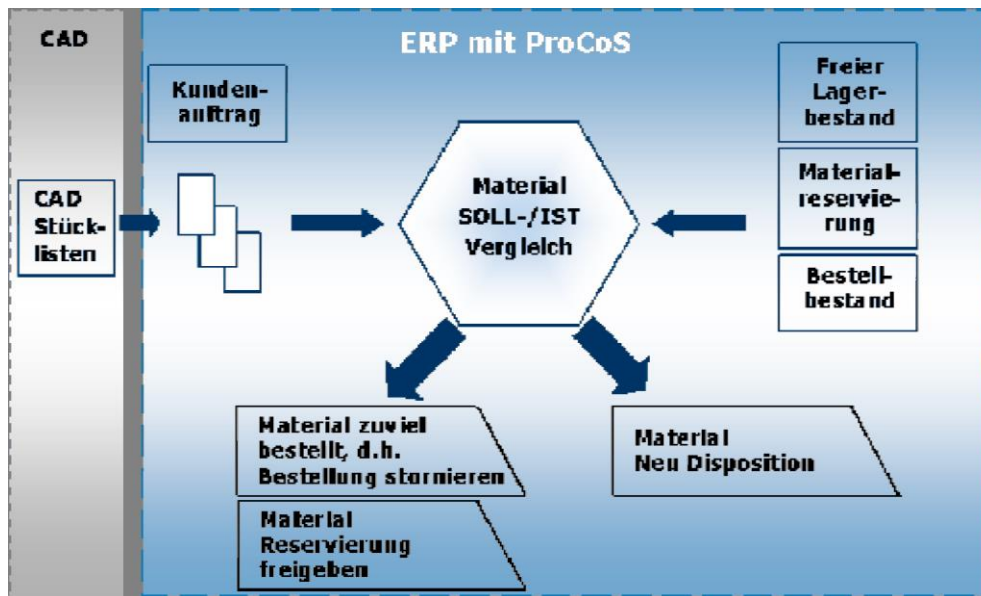 CAD
ERP mit ProCoS
Kunden-
auftrag
Freier
Lager-
bestand
CAD
Stück-
listen
Material
SOLL-/IST
Vergleich
Material-
reservie-
rung
Bestell-
bestand
Material zuviel
bestellt, d.h.
Bestellung stornieren
Material
Neu Disposition
Material
Reservierung
freigeben